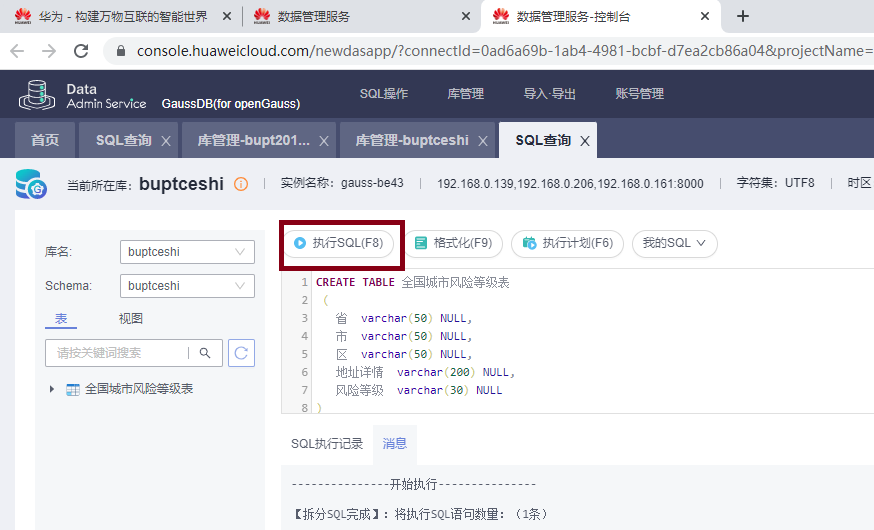 华为 - 构建万物互联的智能世界
数据管理服务
数据管理服务-控制台
console.huaweicloud.com/newdasapp/?connectId=0ad6a69b-1ab4-4981-bcbf-d7ea2cb86a04&projectName=
Data
Admin Service
GaussDB(for openGauss)
SQL操作
库管理
导入·导出
账号管理
首页
SQL查询
库管理-bupt201...
库管理-buptceshi
SQL查询
当前所在库: buptceshi
实例名称: gauss-be43
192.168.0.139,192.168.0.206,192.168.0.161:8000
字符集: UTF8
时区
库名: buptceshi
Schema: buptceshi
表
视图
请按关键词搜索
全国城市风险等级表
执行SQL(F8)
格式化(F9)
执行计划(F6)
我的SQL
1 CREATE TABLE 全国城市风险等级表
2 (
3 省 varchar(50) NULL,
4 市 varchar(50) NULL,
5 区 varchar(50) NULL,
6 地址详情 varchar(200) NULL,
7 风险等级 varchar(30) NULL
8 )
SQL执行记录
消息
---------------开始执行---------------
【拆分SQL完成】: 将执行SQL语句数量: （1条）